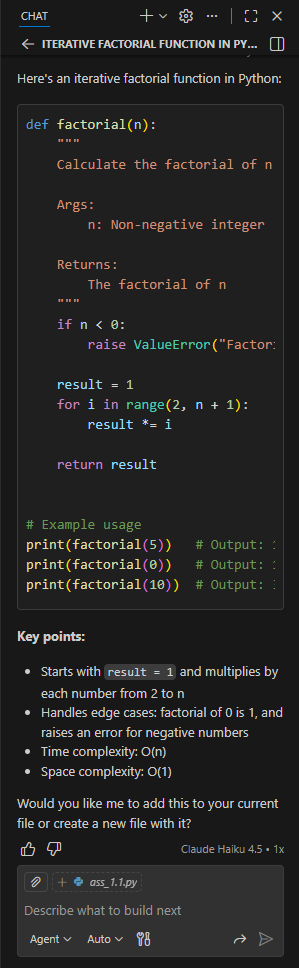 CHAT
ITERATIVE FACTORIAL FUNCTION IN PY...
Here's an iterative factorial function in Python:
def factorial(n):
"""
Calculate the factorial of n
Args:
n: Non-negative integer
Returns:
The factorial of n
"""
if n < 0:
raise ValueError("Factor
result = 1
for i in range(2, n + 1):
result *= i
return result
# Example usage
print(factorial(5)) # Output:
print(factorial(0)) # Output:
print(factorial(10)) # Output:
Key points:
• Starts with result = 1 and multiplies by
each number from 2 to n
• Handles edge cases: factorial of 0 is 1, and
raises an error for negative numbers
• Time complexity: O(n)
• Space complexity: O(1)
Would you like me to add this to your current
file or create a new file with it?
Claude Haiku 4.5 • 1x
ass_1.1.py
Describe what to build next
Agent Auto